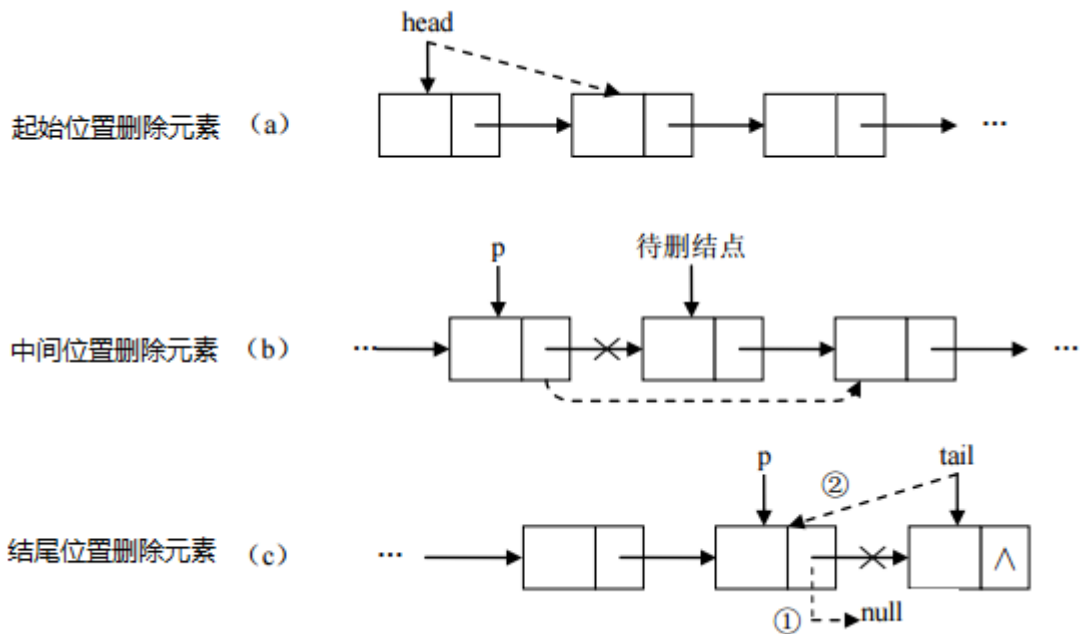 head
起始位置删除元素 （a）
…
p
待删结点
中间位置删除元素 （b）
… …
p
tail
②
结尾位置删除元素 （c）
… ∧
① null